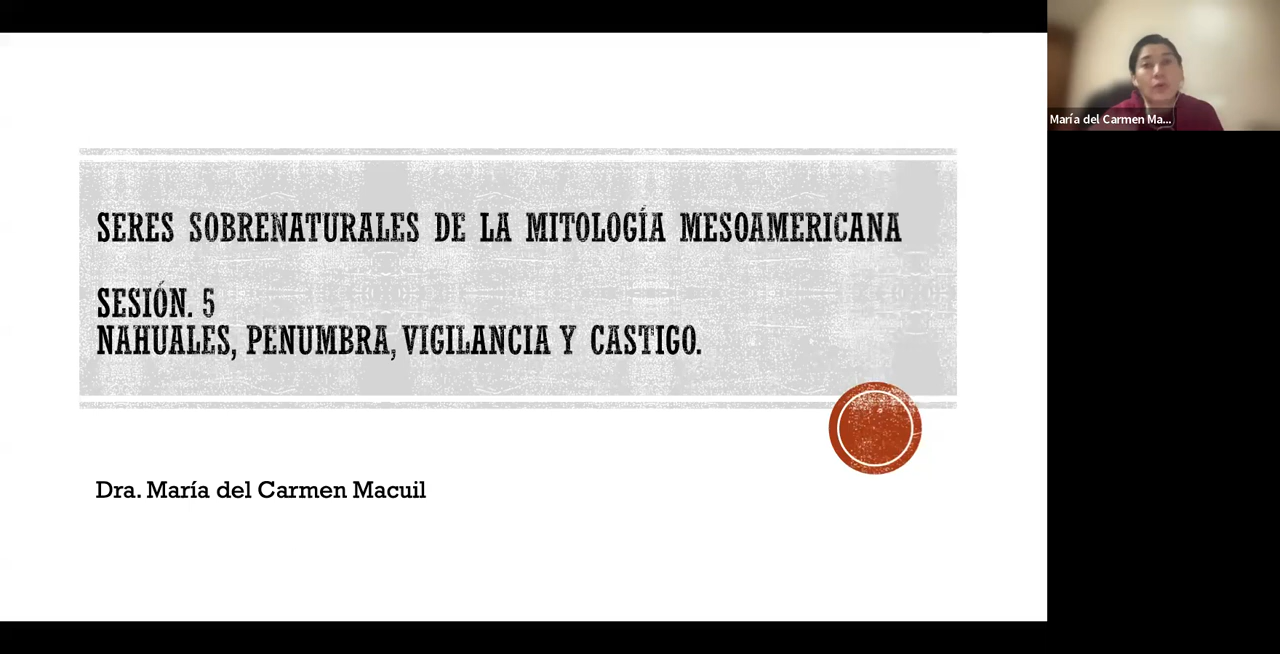 SERES SOBRENATURALES DE LA MITOLOGÍA MESOAMERICANA
SESIÓN. 5
NAHUALES, PENUMBRA, VIGILANCIA Y CASTIGO.
Dra. María del Carmen Macuil
María del Carmen Ma...